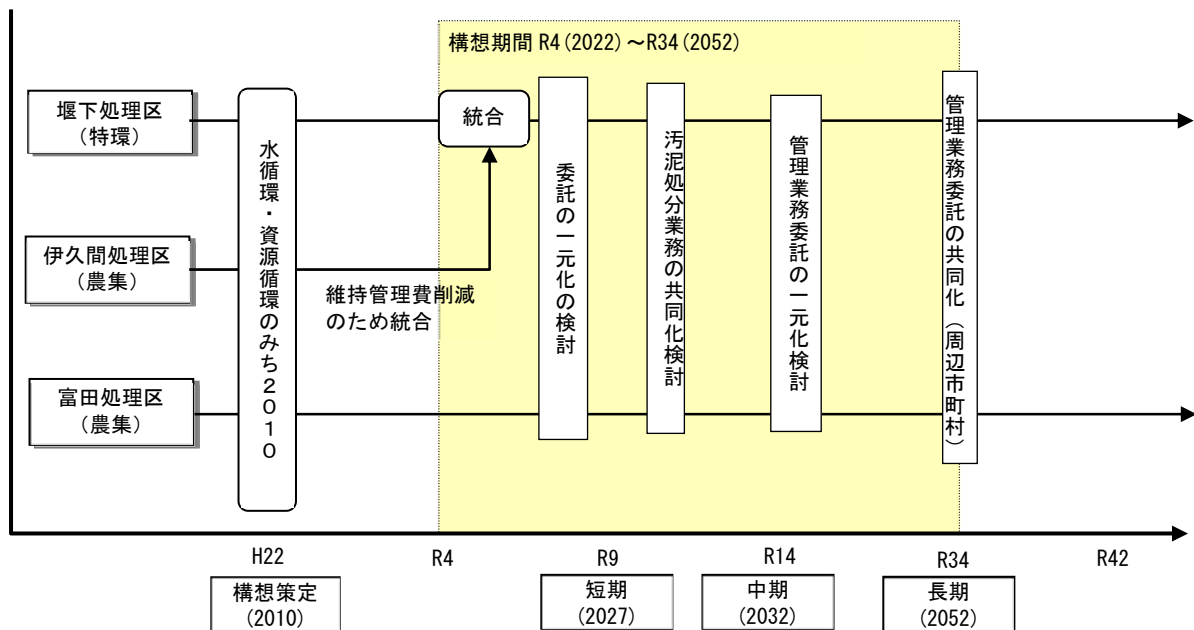 構想期間 R4(2022)～R34(2052)
堰下処理区
(特環)
統合
水循環・資源循環のみち2010
委託の一元化の検討
汚泥処分業務の共同化検討
管理業務委託の一元化検討
管理業務委託の共同化(周辺市町村)
伊久間処理区
(農集)
維持管理費削減
のため統合
富田処理区
(農集)
H22
R4
R9
R14
R34
R42
構想策定
(2010)
短期
(2027)
中期
(2032)
長期
(2052)